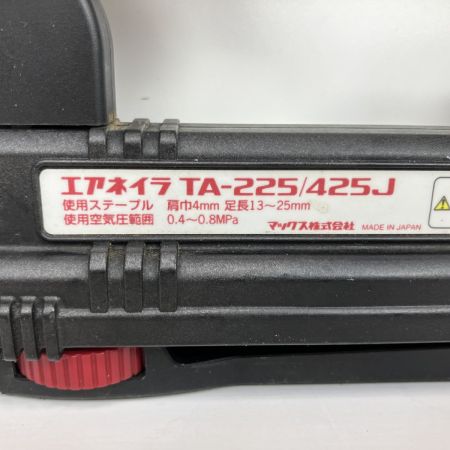 エアネイラ TA-225/425J
使用ステープル 肩巾4mm 足長13〜25mm
使用空気圧範囲 0.4〜0.8MPa
マックス株式会社 MADE IN JAPAN